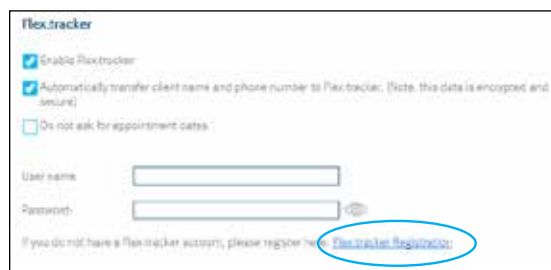 Flex:tracker
Enable Flex:tracker
Automatically transfer client name and phone number to Flex:tracker. (Note, this data is encrypted and
secure)
Do not ask for appointment dates
User name
Password
If you do not have a Flex:tracker account, please register here: Flex:tracker Registration